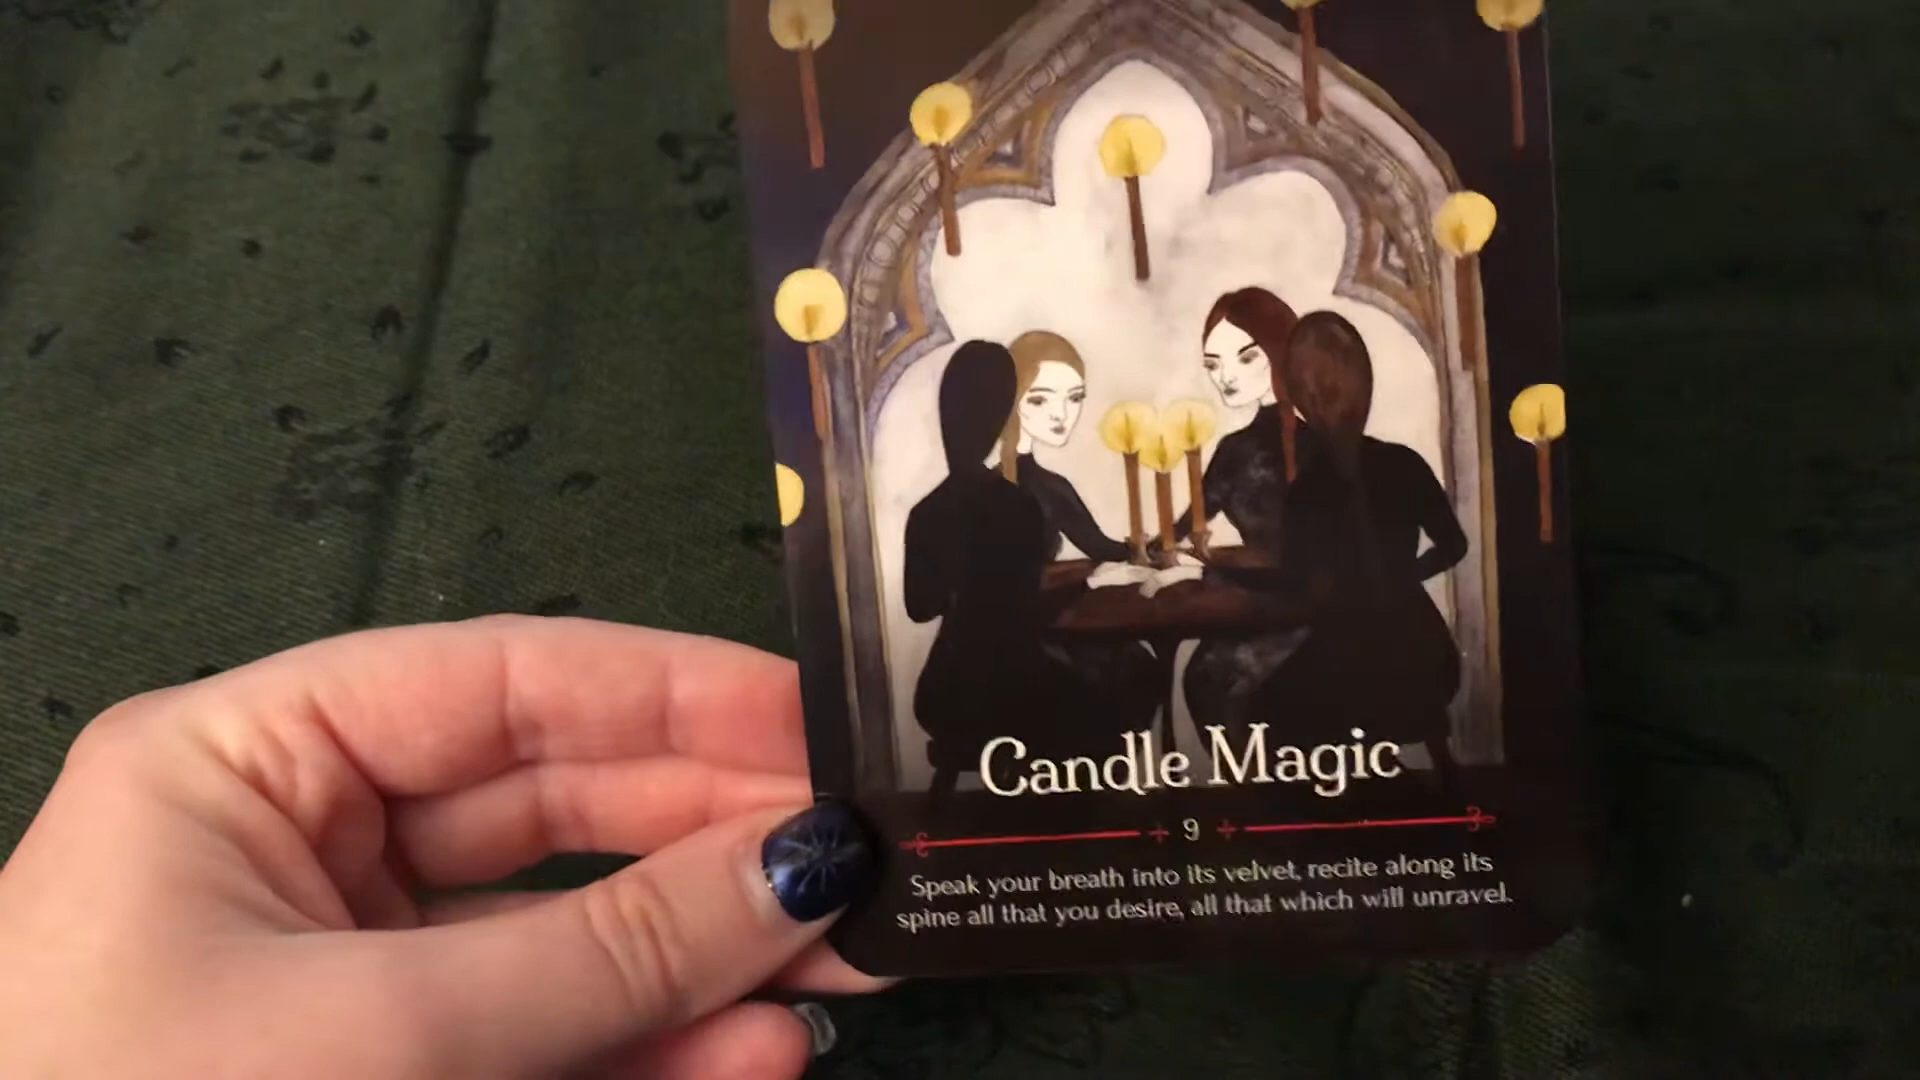 Candle Magic
9
Speak your breath into its velvet, recite along its
spine all that you desire, all that which will unravel.